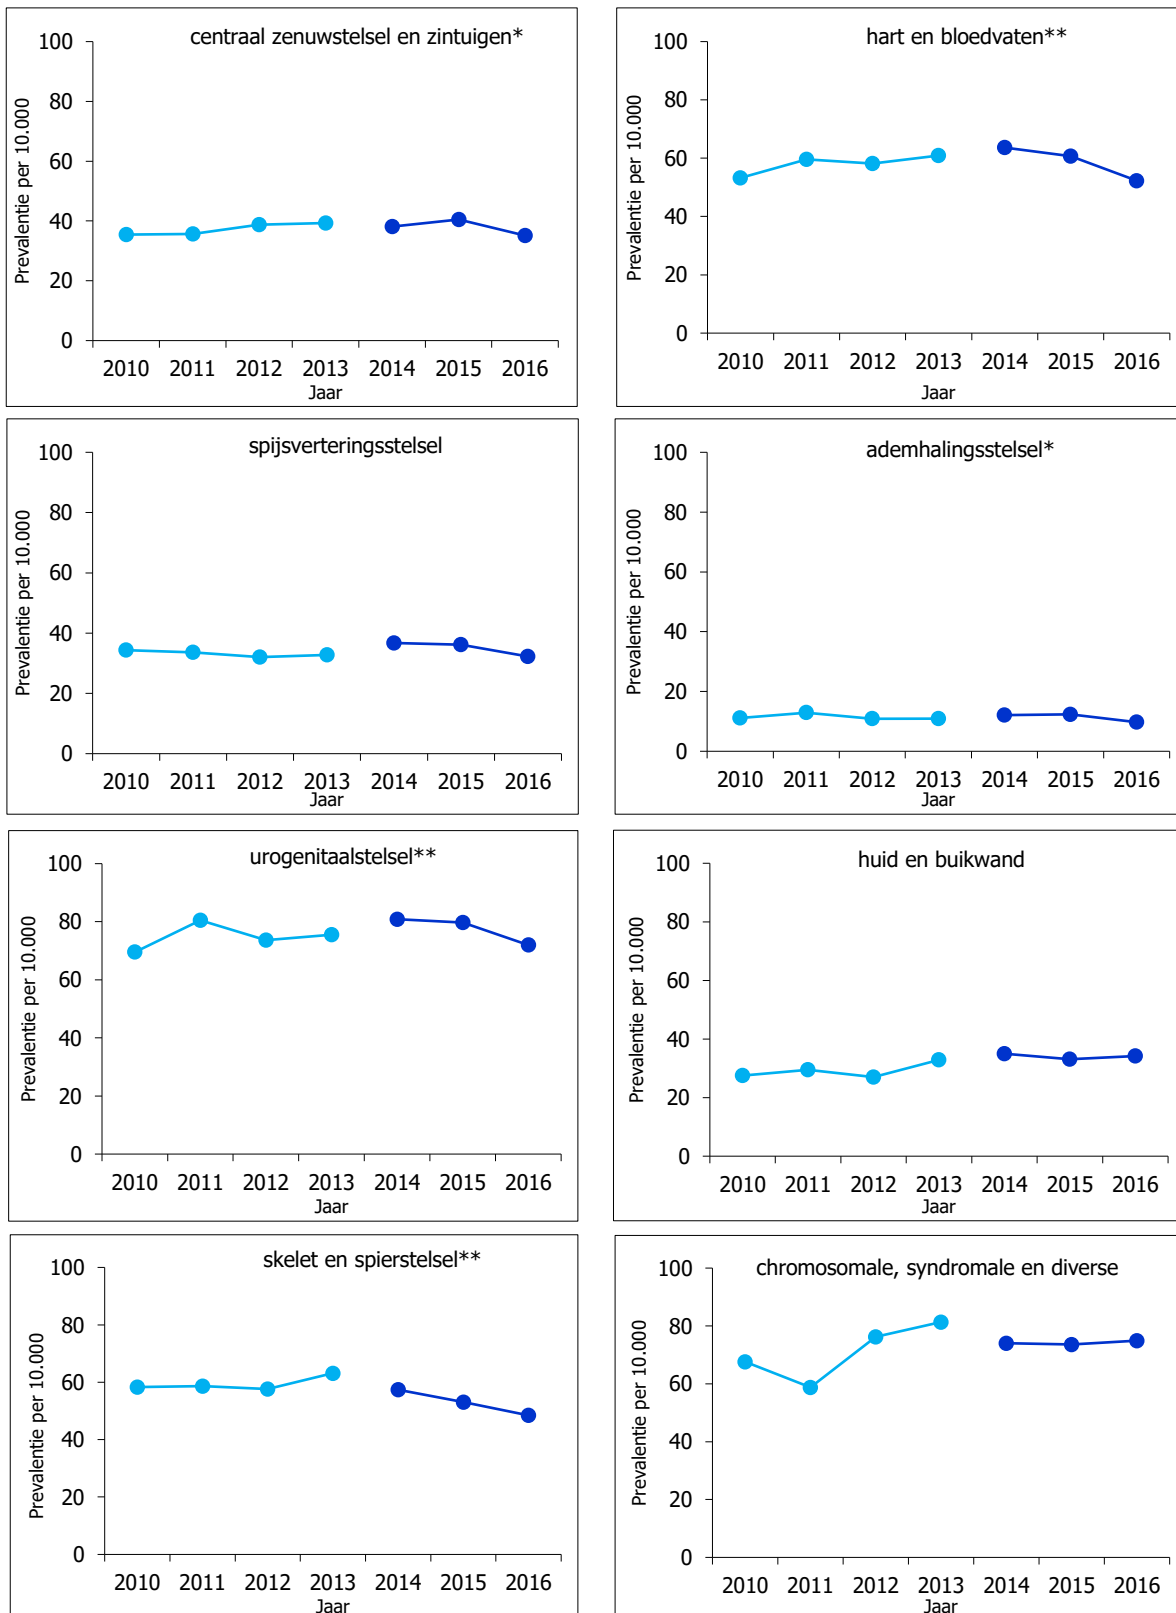 centraal zenuwstelsel en zintuigen*
Prevalentie per 10.000
100
80
60
40
20
0
2010 2011 2012 2013 2014 2015 2016
Jaar
hart en bloedvaten**
Prevalentie per 10.000
100
80
60
40
20
0
2010 2011 2012 2013 2014 2015 2016
Jaar
spijsverteringsstelsel
Prevalentie per 10.000
100
80
60
40
20
0
2010 2011 2012 2013 2014 2015 2016
Jaar
ademhalingsstelsel*
Prevalentie per 10.000
100
80
60
40
20
0
2010 2011 2012 2013 2014 2015 2016
Jaar
urogenitaalstelsel**
Prevalentie per 10.000
100
80
60
40
20
0
2010 2011 2012 2013 2014 2015 2016
Jaar
huid en buikwand
Prevalentie per 10.000
100
80
60
40
20
0
2010 2011 2012 2013 2014 2015 2016
Jaar
skelet en spierstelsel**
Prevalentie per 10.000
100
80
60
40
20
0
2010 2011 2012 2013 2014 2015 2016
Jaar
chromosomale, syndromale en diverse
Prevalentie per 10.000
100
80
60
40
20
0
2010 2011 2012 2013 2014 2015 2016
Jaar